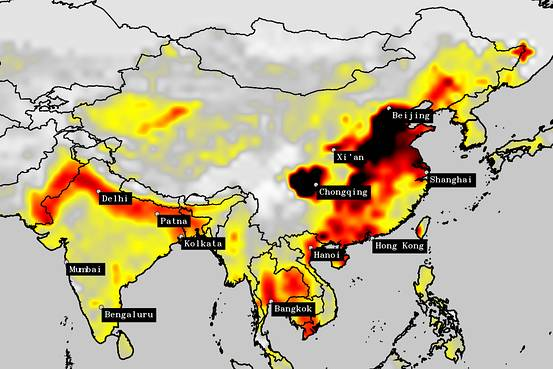 Beijing
Xi'an
Shanghai
Chongqing
Delhi
Patna
Kolkata
Hong Kong
Hanoi
Mumbai
Bangkok
Bengaluru